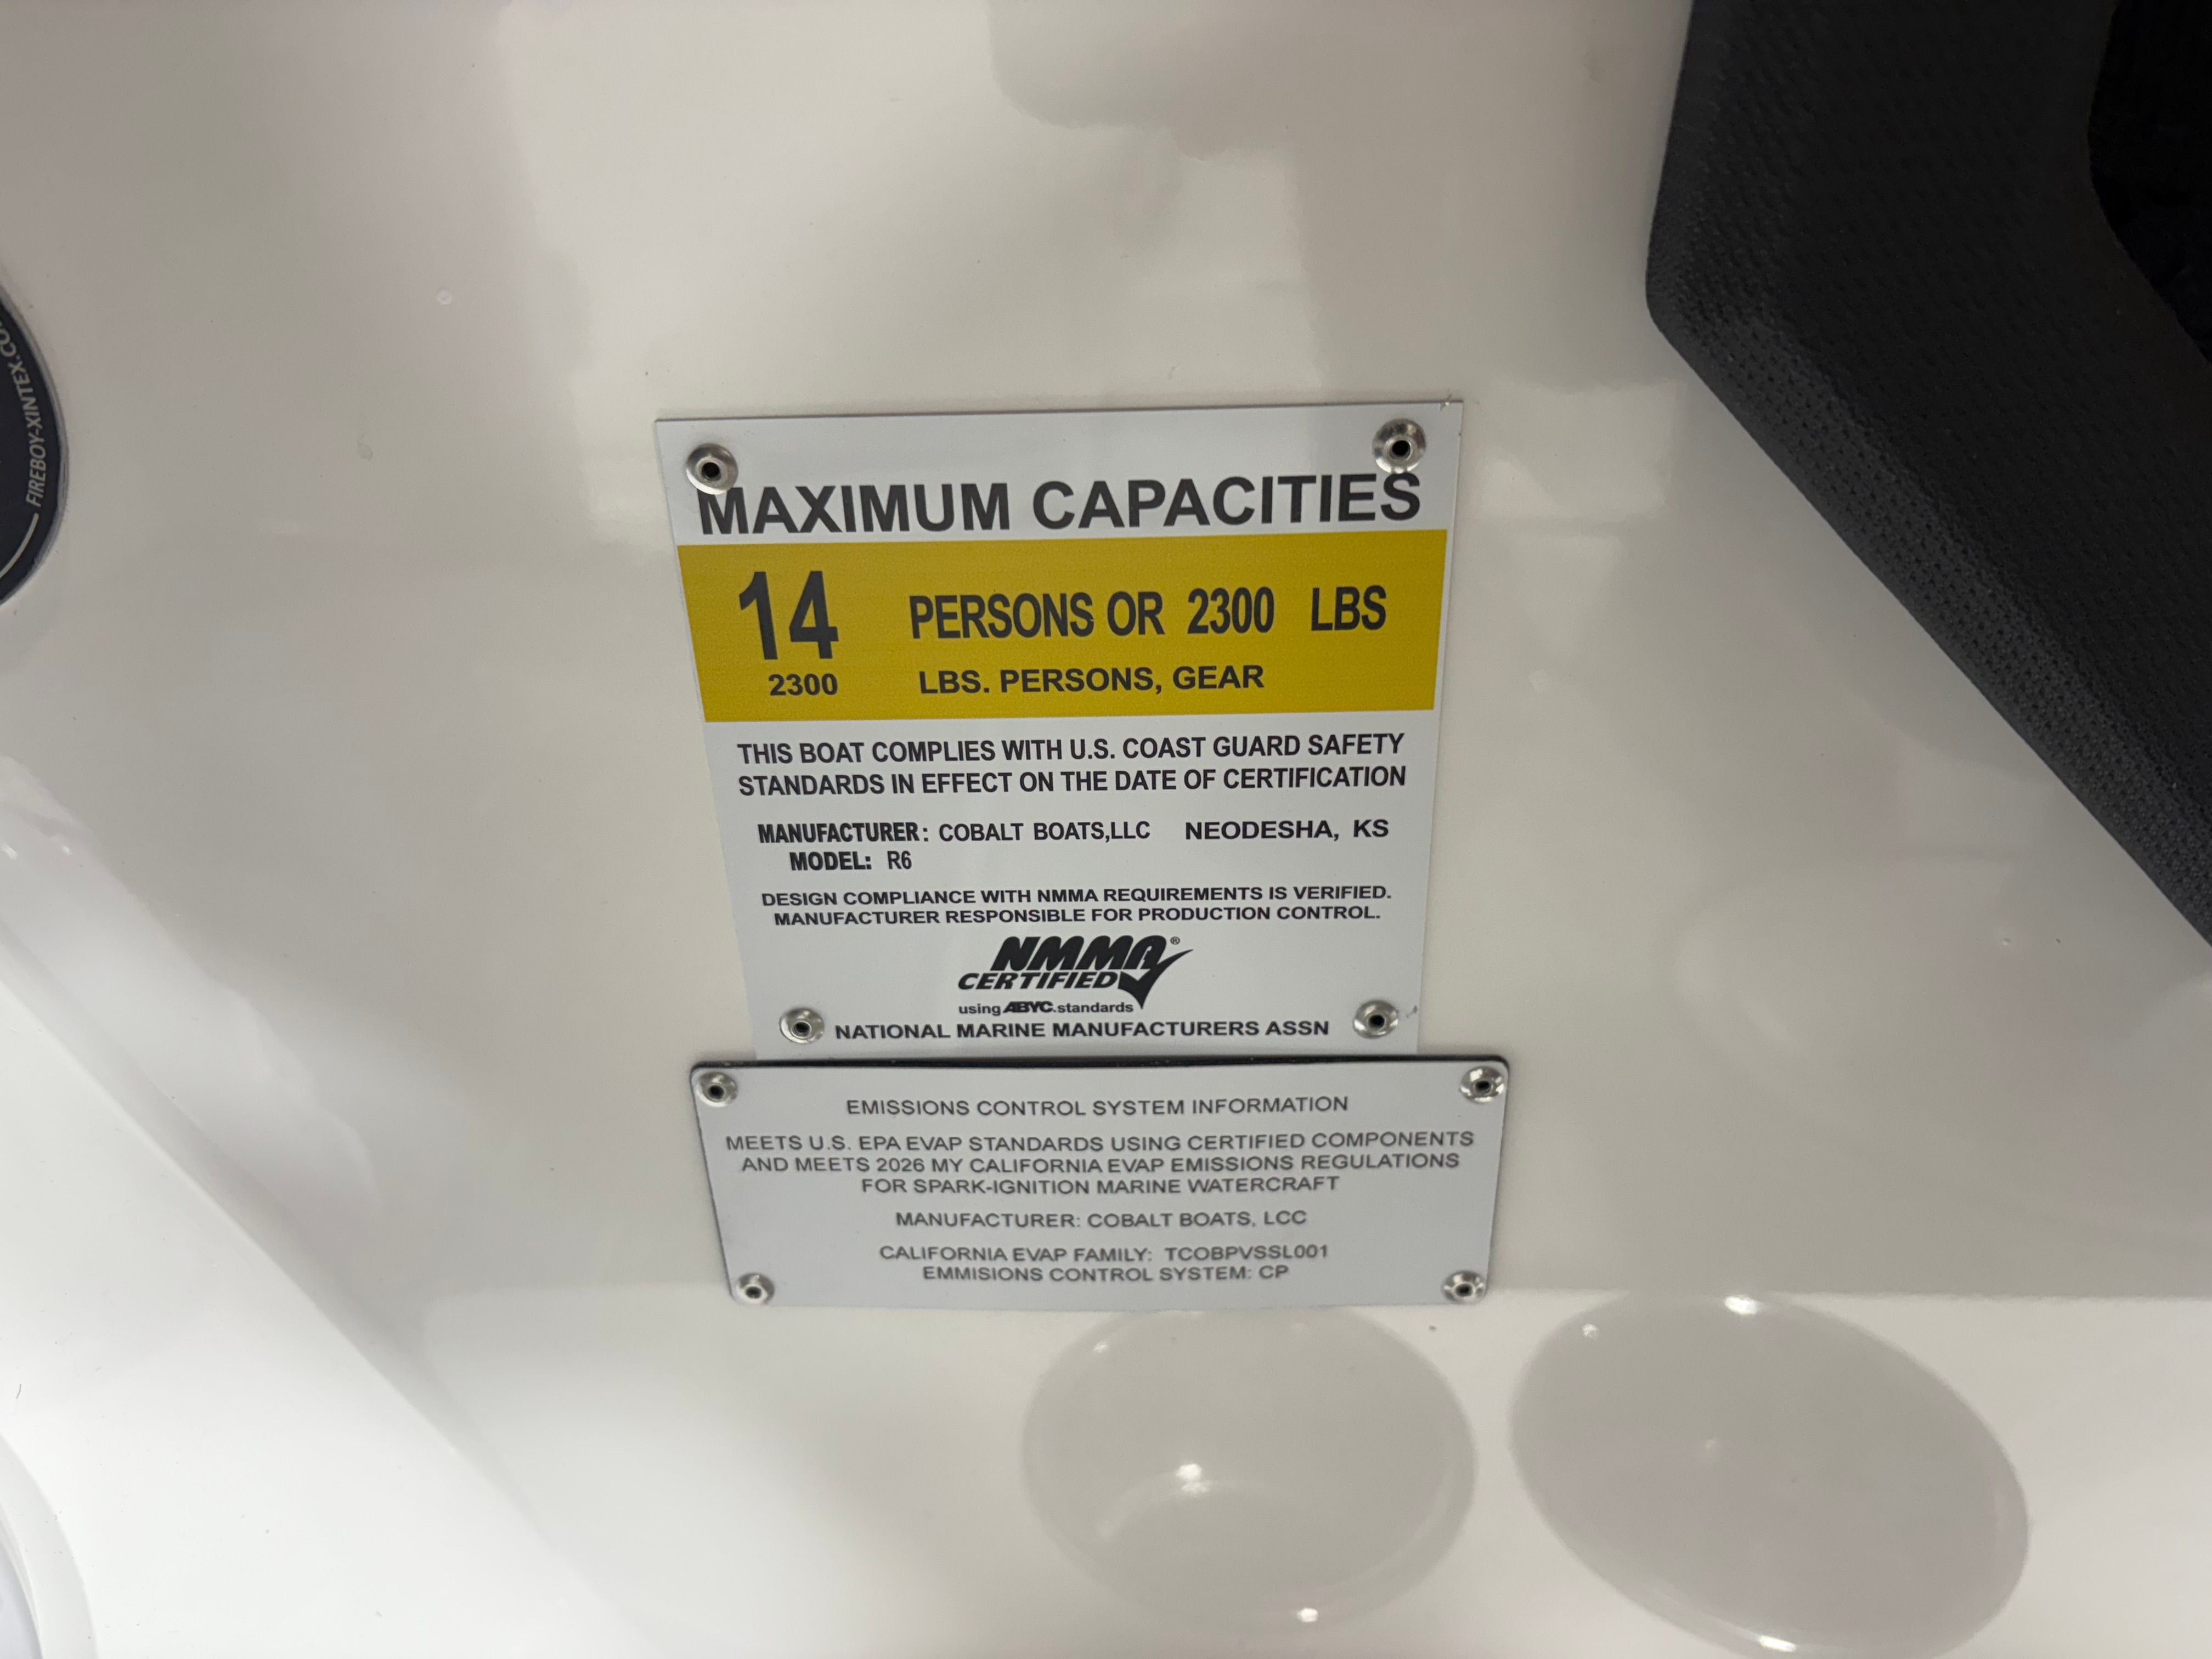 FIREBOY-XINTEX.CO
MAXIMUM CAPACITIES
14 PERSONS OR 2300 LBS
2300 LBS. PERSONS, GEAR
THIS BOAT COMPLIES WITH U.S. COAST GUARD SAFETY
STANDARDS IN EFFECT ON THE DATE OF CERTIFICATION
MANUFACTURER: COBALT BOATS,LLC NEODESHA, KS
MODEL: R6
DESIGN COMPLIANCE WITH NMMA REQUIREMENTS IS VERIFIED.
MANUFACTURER RESPONSIBLE FOR PRODUCTION CONTROL.
NMMA®
CERTIFIED
using ABYC standards
NATIONAL MARINE MANUFACTURERS ASSN
EMISSIONS CONTROL SYSTEM INFORMATION
MEETS U.S. EPA EVAP STANDARDS USING CERTIFIED COMPONENTS
AND MEETS 2026 MY CALIFORNIA EVAP EMISSIONS REGULATIONS
FOR SPARK-IGNITION MARINE WATERCRAFT
MANUFACTURER: COBALT BOATS, LCC
CALIFORNIA EVAP FAMILY: TCOBPVSSL001
EMMISIONS CONTROL SYSTEM: CP